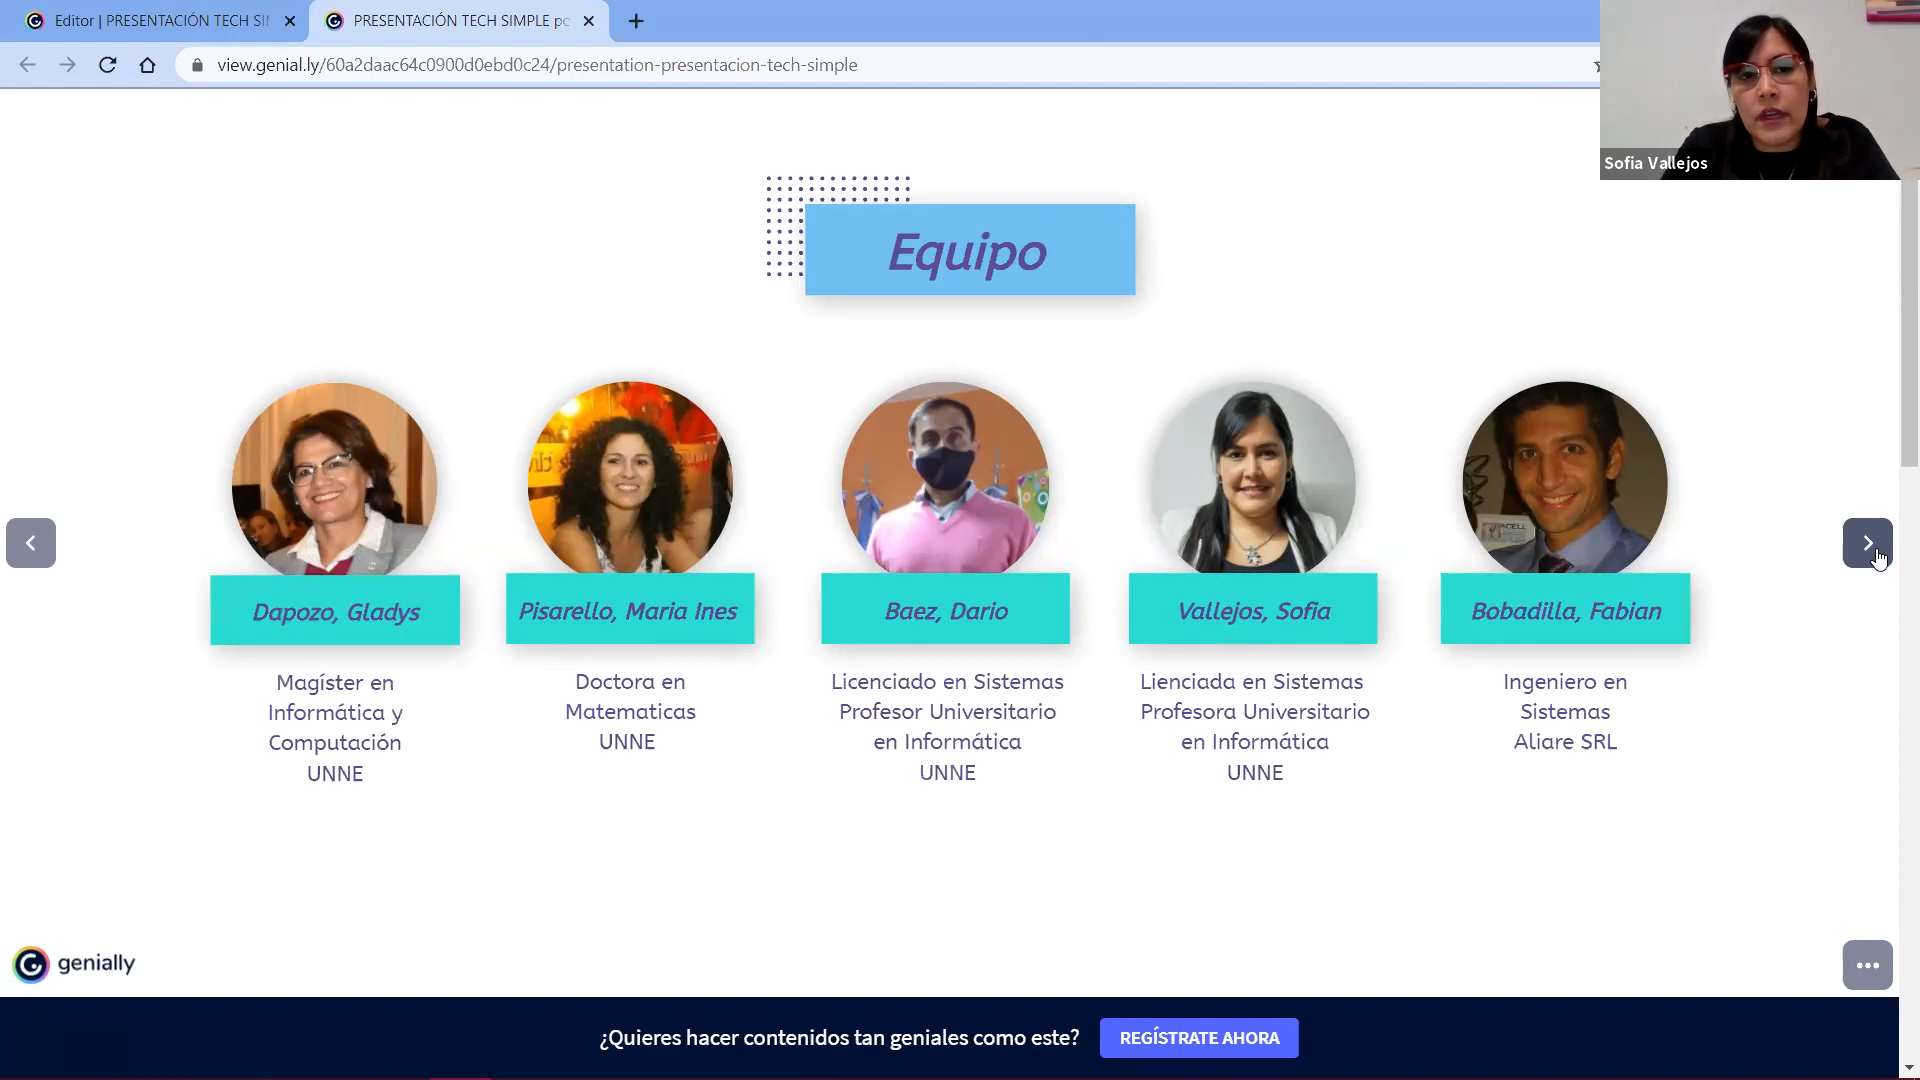 Editor | PRESENTACIÓN TECH SI
PRESENTACIÓN TECH SIMPLE po
view.genial.ly/60a2daac64c0900d0ebd0c24/presentation-presentacion-tech-simple
Sofia Vallejos
Equipo
Dapozo, Gladys
Magíster en
Informática y
Computación
UNNE
Pisarello, Maria Ines
Doctora en
Matematicas
UNNE
Baez, Dario
Licenciado en Sistemas
Profesor Universitario
en Informática
UNNE
Vallejos, Sofia
Lienciada en Sistemas
Profesora Universitario
en Informática
UNNE
Bobadilla, Fabian
Ingeniero en
Sistemas
Aliare SRL
genially
¿Quieres hacer contenidos tan geniales como este?
REGÍSTRATE AHORA